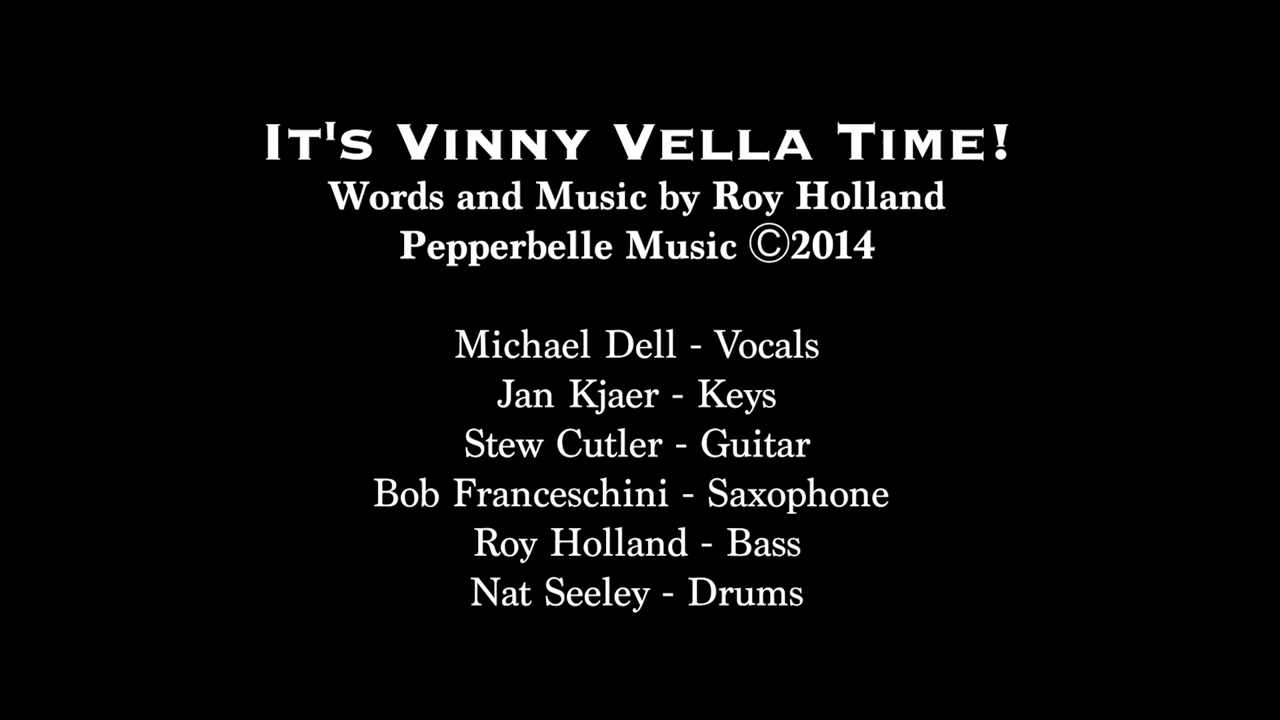 It's Vinny Vella Time!
Words and Music by Roy Holland
Pepperbelle Music ©2014
Michael Dell - Vocals
Jan Kjaer - Keys
Stew Cutler - Guitar
Bob Franceschini - Saxophone
Roy Holland - Bass
Nat Seeley - Drums